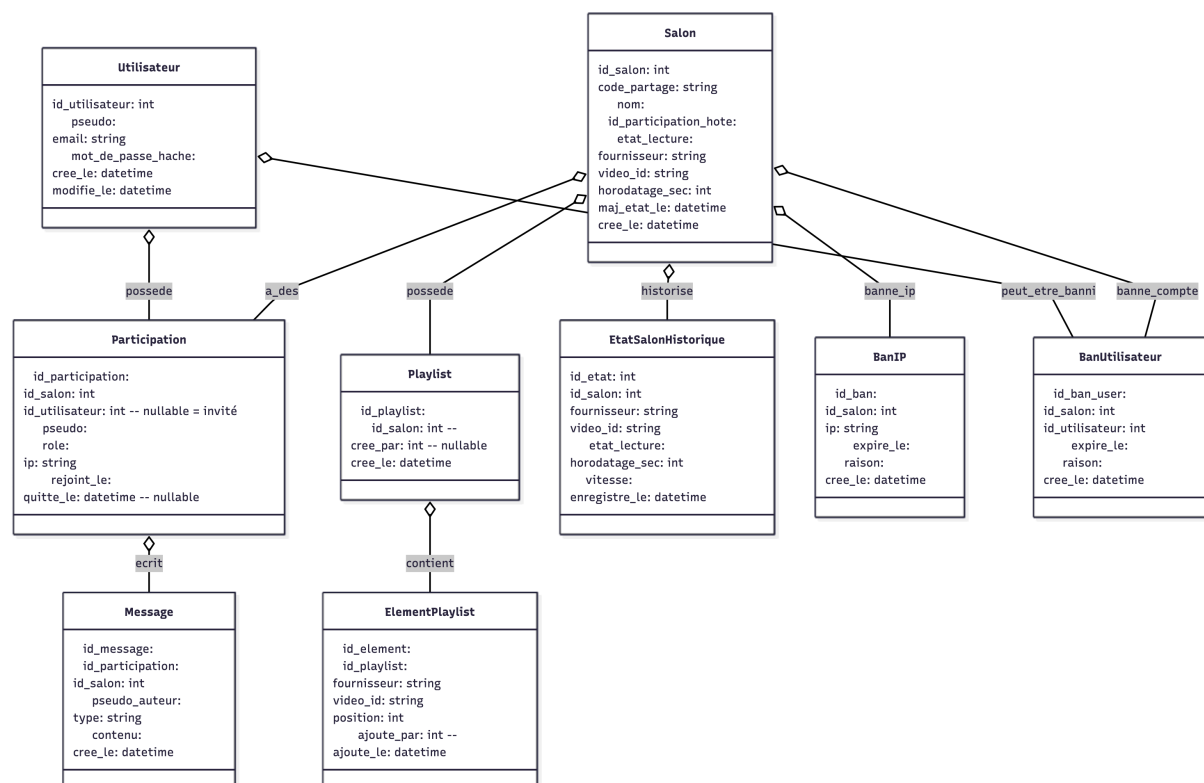 Utilisateur
id_utilisateur: int
pseudo:
email: string
mot_de_passe_hache:
cree_le: datetime
modifie_le: datetime
Salon
id_salon: int
code_partage: string
nom:
id_participation_hote:
etat_lecture:
fournisseur: string
video_id: string
horodatage_sec: int
maj_etat_le: datetime
cree_le: datetime
possede
a_des
possede
historise
banne_ip
peut_etre_banni
banne_compte
Participation
id_participation:
id_salon: int
id_utilisateur: int -- nullable = invité
pseudo:
role:
ip: string
rejoint_le:
quitte_le: datetime -- nullable
Playlist
id_playlist:
id_salon: int --
cree_par: int -- nullable
cree_le: datetime
EtatSalonHistorique
id_etat: int
id_salon: int
fournisseur: string
video_id: string
etat_lecture:
horodatage_sec: int
vitesse:
enregistre_le: datetime
BanIP
id_ban:
id_salon: int
ip: string
expire_le:
raison:
cree_le: datetime
BanUtilisateur
id_ban_user:
id_salon: int
id_utilisateur: int
expire_le:
raison:
cree_le: datetime
ecrit
contient
Message
id_message:
id_participation:
id_salon: int
pseudo_auteur:
type: string
contenu:
cree_le: datetime
ElementPlaylist
id_element:
id_playlist:
fournisseur: string
video_id: string
position: int
ajoute_par: int --
ajoute_le: datetime